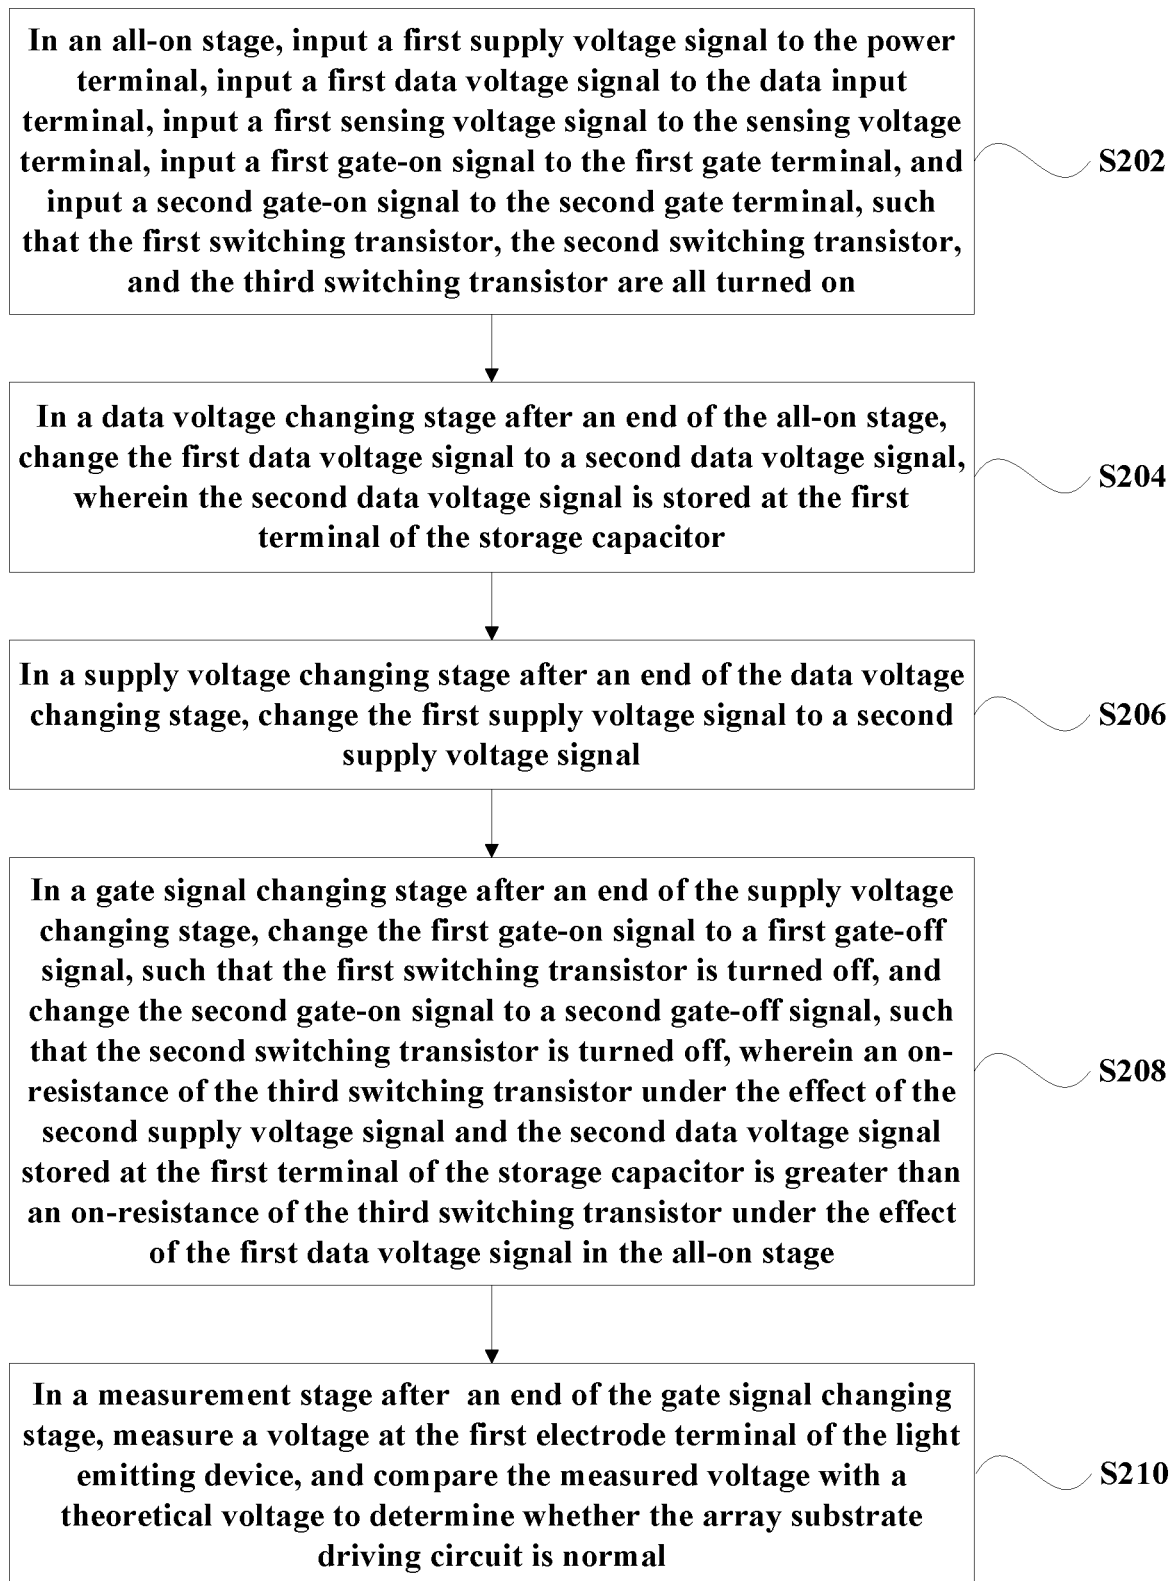 In an all-on stage, input a first supply voltage signal to the power
terminal, input a first data voltage signal to the data input
terminal, input a first sensing voltage signal to the sensing voltage
terminal, input a first gate-on signal to the first gate terminal, and
input a second gate-on signal to the second gate terminal, such
that the first switching transistor, the second switching transistor,
and the third switching transistor are all turned on
S202
In a data voltage changing stage after an end of the all-on stage,
change the first data voltage signal to a second data voltage signal,
wherein the second data voltage signal is stored at the first
terminal of the storage capacitor
S204
In a supply voltage changing stage after an end of the data voltage
changing stage, change the first supply voltage signal to a second
supply voltage signal
S206
In a gate signal changing stage after an end of the supply voltage
changing stage, change the first gate-on signal to a first gate-off
signal, such that the first switching transistor is turned off, and
change the second gate-on signal to a second gate-off signal, such
that the second switching transistor is turned off, wherein an on-
resistance of the third switching transistor under the effect of the
second supply voltage signal and the second data voltage signal
stored at the first terminal of the storage capacitor is greater than
an on-resistance of the third switching transistor under the effect
of the first data voltage signal in the all-on stage
S208
In a measurement stage after an end of the gate signal changing
stage, measure a voltage at the first electrode terminal of the light
emitting device, and compare the measured voltage with a
theoretical voltage to determine whether the array substrate
driving circuit is normal
S210